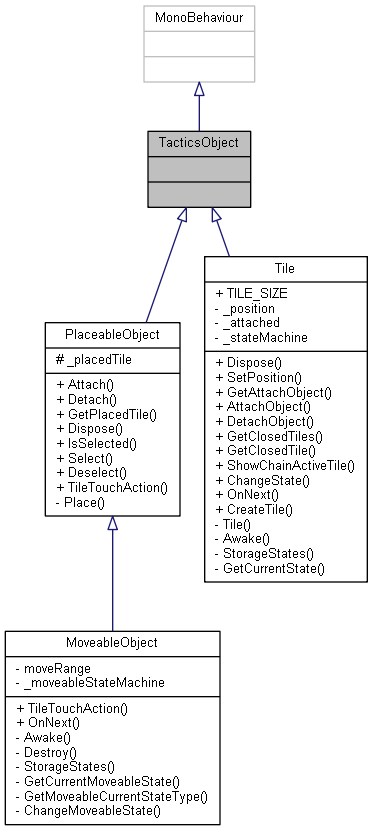 MonoBehaviour
TacticsObject
Tile
+ TILE_SIZE
- _position
- _attached
- _stateMachine
+ Dispose()
+ SetPosition()
+ GetAttachObject()
+ AttachObject()
+ DetachObject()
+ GetClosedTiles()
+ GetClosedTile()
+ ShowChainActiveTile()
+ ChangeState()
+ OnNext()
+ CreateTile()
- Tile()
- Awake()
- StorageStates()
- GetCurrentState()
PlaceableObject
# _placedTile
+ Attach()
+ Detach()
+ GetPlacedTile()
+ Dispose()
+ IsSelected()
+ Select()
+ Deselect()
+ TileTouchAction()
- Place()
MoveableObject
- moveRange
- _moveableStateMachine
+ TileTouchAction()
+ OnNext()
- Awake()
- Destroy()
- StorageStates()
- GetCurrentMoveableState()
- GetMoveableCurrentStateType()
- ChangeMoveableState()